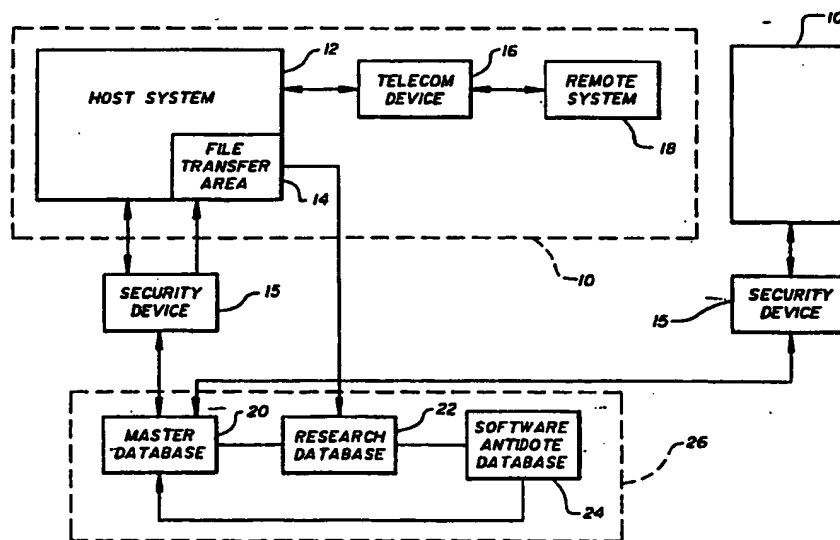 12
HOST SYSTEM
FILE
TRANSFER
AREA
14
TELECOM
DEVICE
16
REMOTE
SYSTEM
18
10
10
SECURITY
DEVICE
15
SECURITY
DEVICE
15
MASTER
DATABASE
20
RESEARCH
DATABASE
22
SOFTWARE
ANTIDOTE
DATABASE
24
26